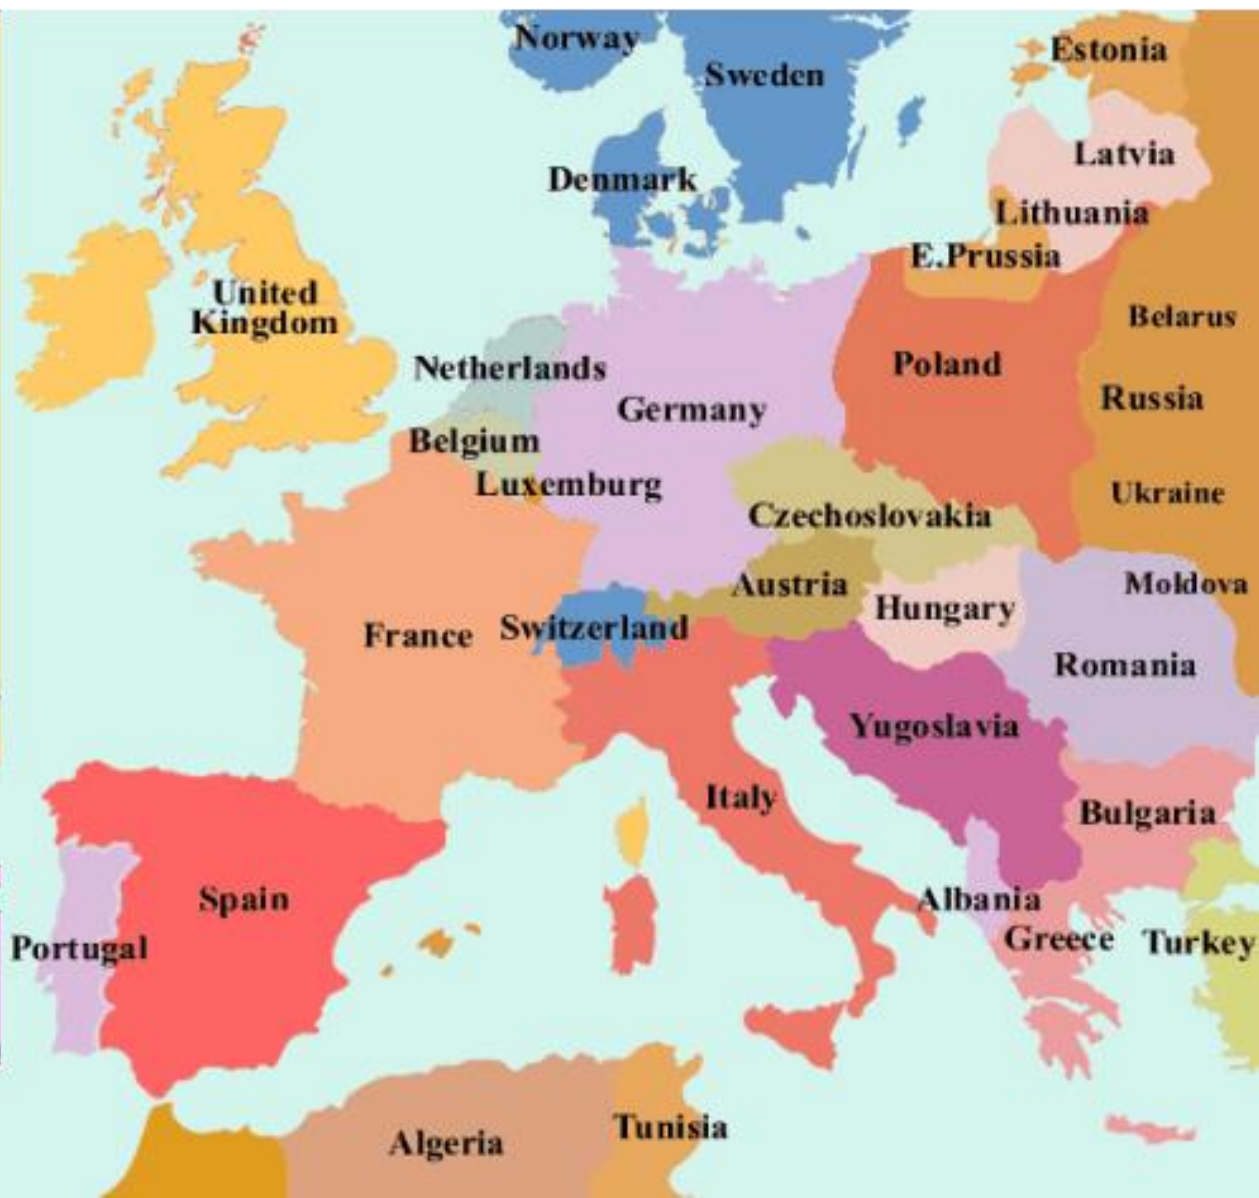 Norway
Estonia
Sweden
Latvia
Denmark
Lithuania
E.Prussia
United
Kingdom
Belarus
Netherlands
Poland
Russia
Germany
Belgium
Luxemburg
Ukraine
Czechoslovakia
Austria
Moldova
Hungary
France
Switzerland
Romania
Yugoslavia
Italy
Bulgaria
Spain
Albania
Portugal
Greece
Turkey
Algeria
Tunisia